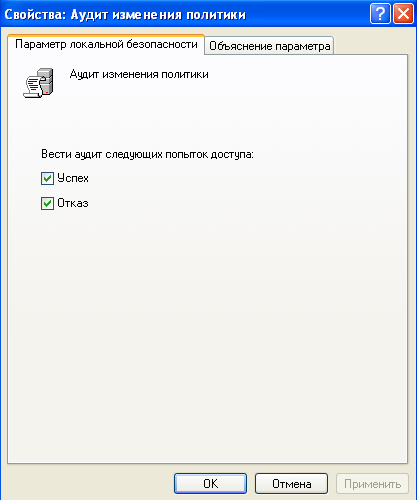 Свойства: Аудит изменения политики
Параметр локальной безопасности
Объяснение параметра
Аудит изменения политики
Вести аудит следующих попыток доступа:
Успех
Отказ
OK
Отмена
Применить